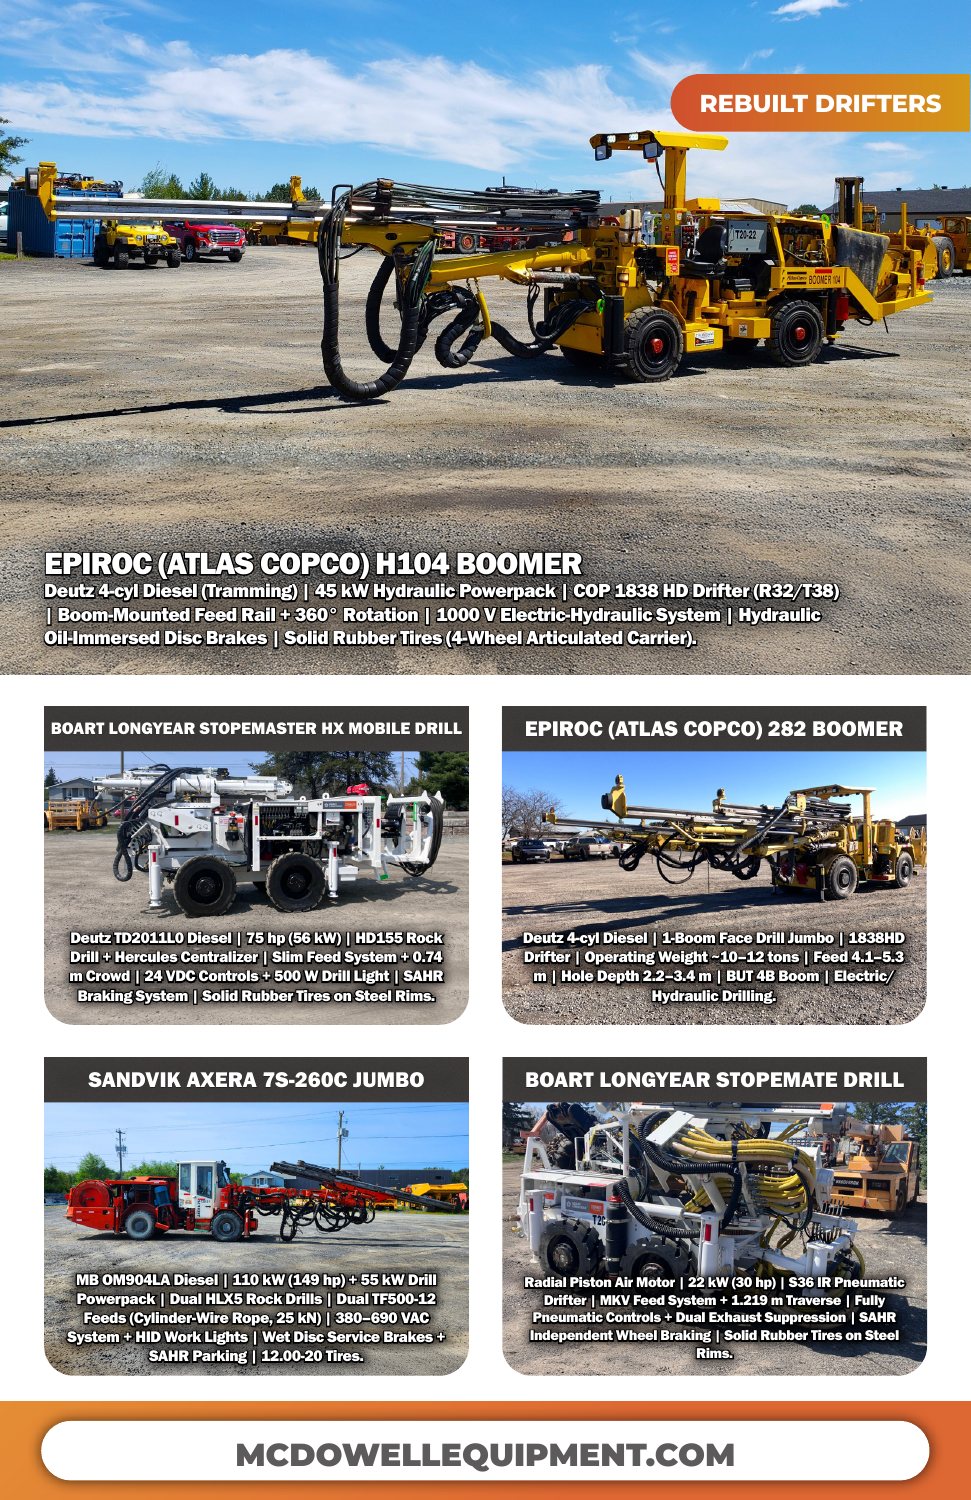 REBUILT DRIFTERS
T20-22
BOOMER 104
EPIROC (ATLAS COPCO) H104 BOOMER
Deutz 4-cyl Diesel (Tramming) | 45 kW Hydraulic Powerpack | COP 1838 HD Drifter (R32/T38)
| Boom-Mounted Feed Rail + 360° Rotation | 1000 V Electric-Hydraulic System | Hydraulic
Oil-Immersed Disc Brakes | Solid Rubber Tires (4-Wheel Articulated Carrier).
BOART LONGYEAR STOPEMASTER HX MOBILE DRILL
Deutz TD2011L0 Diesel | 75 hp (56 kW) | HD155 Rock
Drill + Hercules Centralizer | Slim Feed System + 0.74
m Crowd | 24 VDC Controls + 500 W Drill Light | SAHR
Braking System | Solid Rubber Tires on Steel Rims.
EPIROC (ATLAS COPCO) 282 BOOMER
Deutz 4-cyl Diesel | 1-Boom Face Drill Jumbo | 1838HD
Drifter | Operating Weight ~10–12 tons | Feed 4.1–5.3
m | Hole Depth 2.2–3.4 m | BUT 4B Boom | Electric/
Hydraulic Drilling.
SANDVIK AXERA 7S-260C JUMBO
MB OM904LA Diesel | 110 kW (149 hp) + 55 kW Drill
Powerpack | Dual HLX5 Rock Drills | Dual TF500-12
Feeds (Cylinder-Wire Rope, 25 kN) | 380–690 VAC
System + HID Work Lights | Wet Disc Service Brakes +
SAHR Parking | 12.00-20 Tires.
BOART LONGYEAR STOPEMATE DRILL
Radial Piston Air Motor | 22 kW (30 hp) | S36 IR Pneumatic
Drifter | MKV Feed System + 1.219 m Traverse | Fully
Pneumatic Controls + Dual Exhaust Suppression | SAHR
Independent Wheel Braking | Solid Rubber Tires on Steel
Rims.
MCDOWELLEQUIPMENT.COM